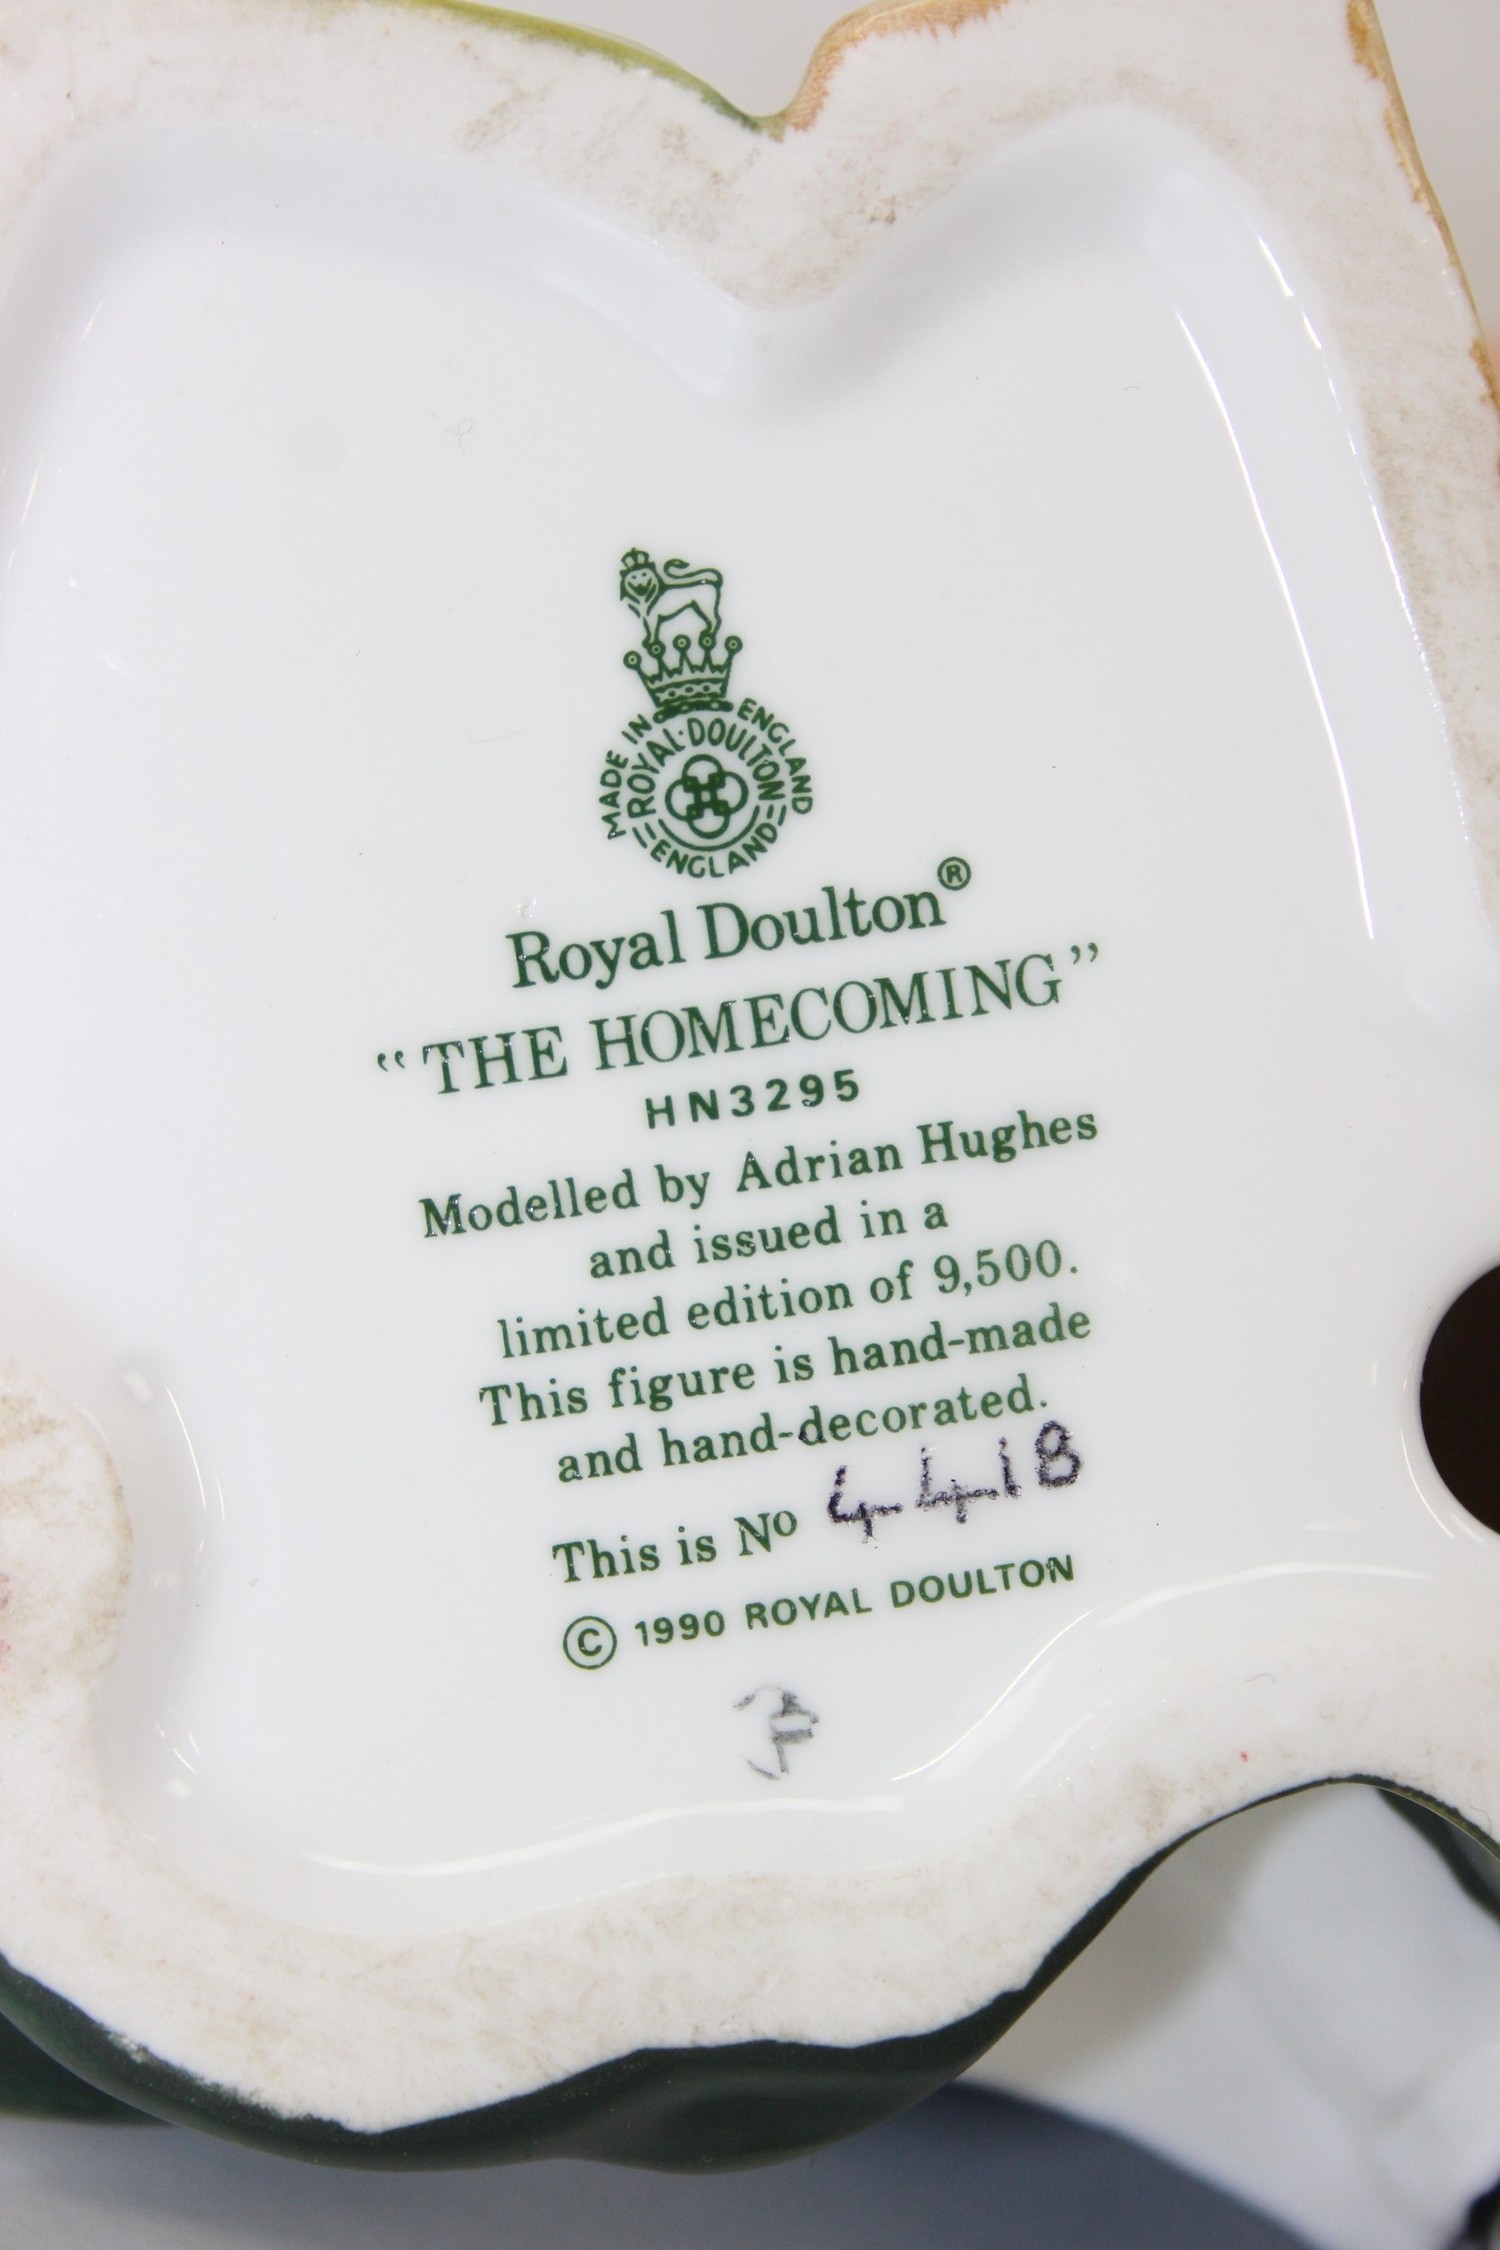 MADE IN ENGLAND
ROYAL·DOULTON
ENGLAND
Royal Doulton®
“THE HOMECOMING”
HN3295
Modelled by Adrian Hughes
and issued in a
limited edition of 9,500.
This figure is hand-made
and hand-decorated.
This is Nº 4418
© 1990 ROYAL DOULTON